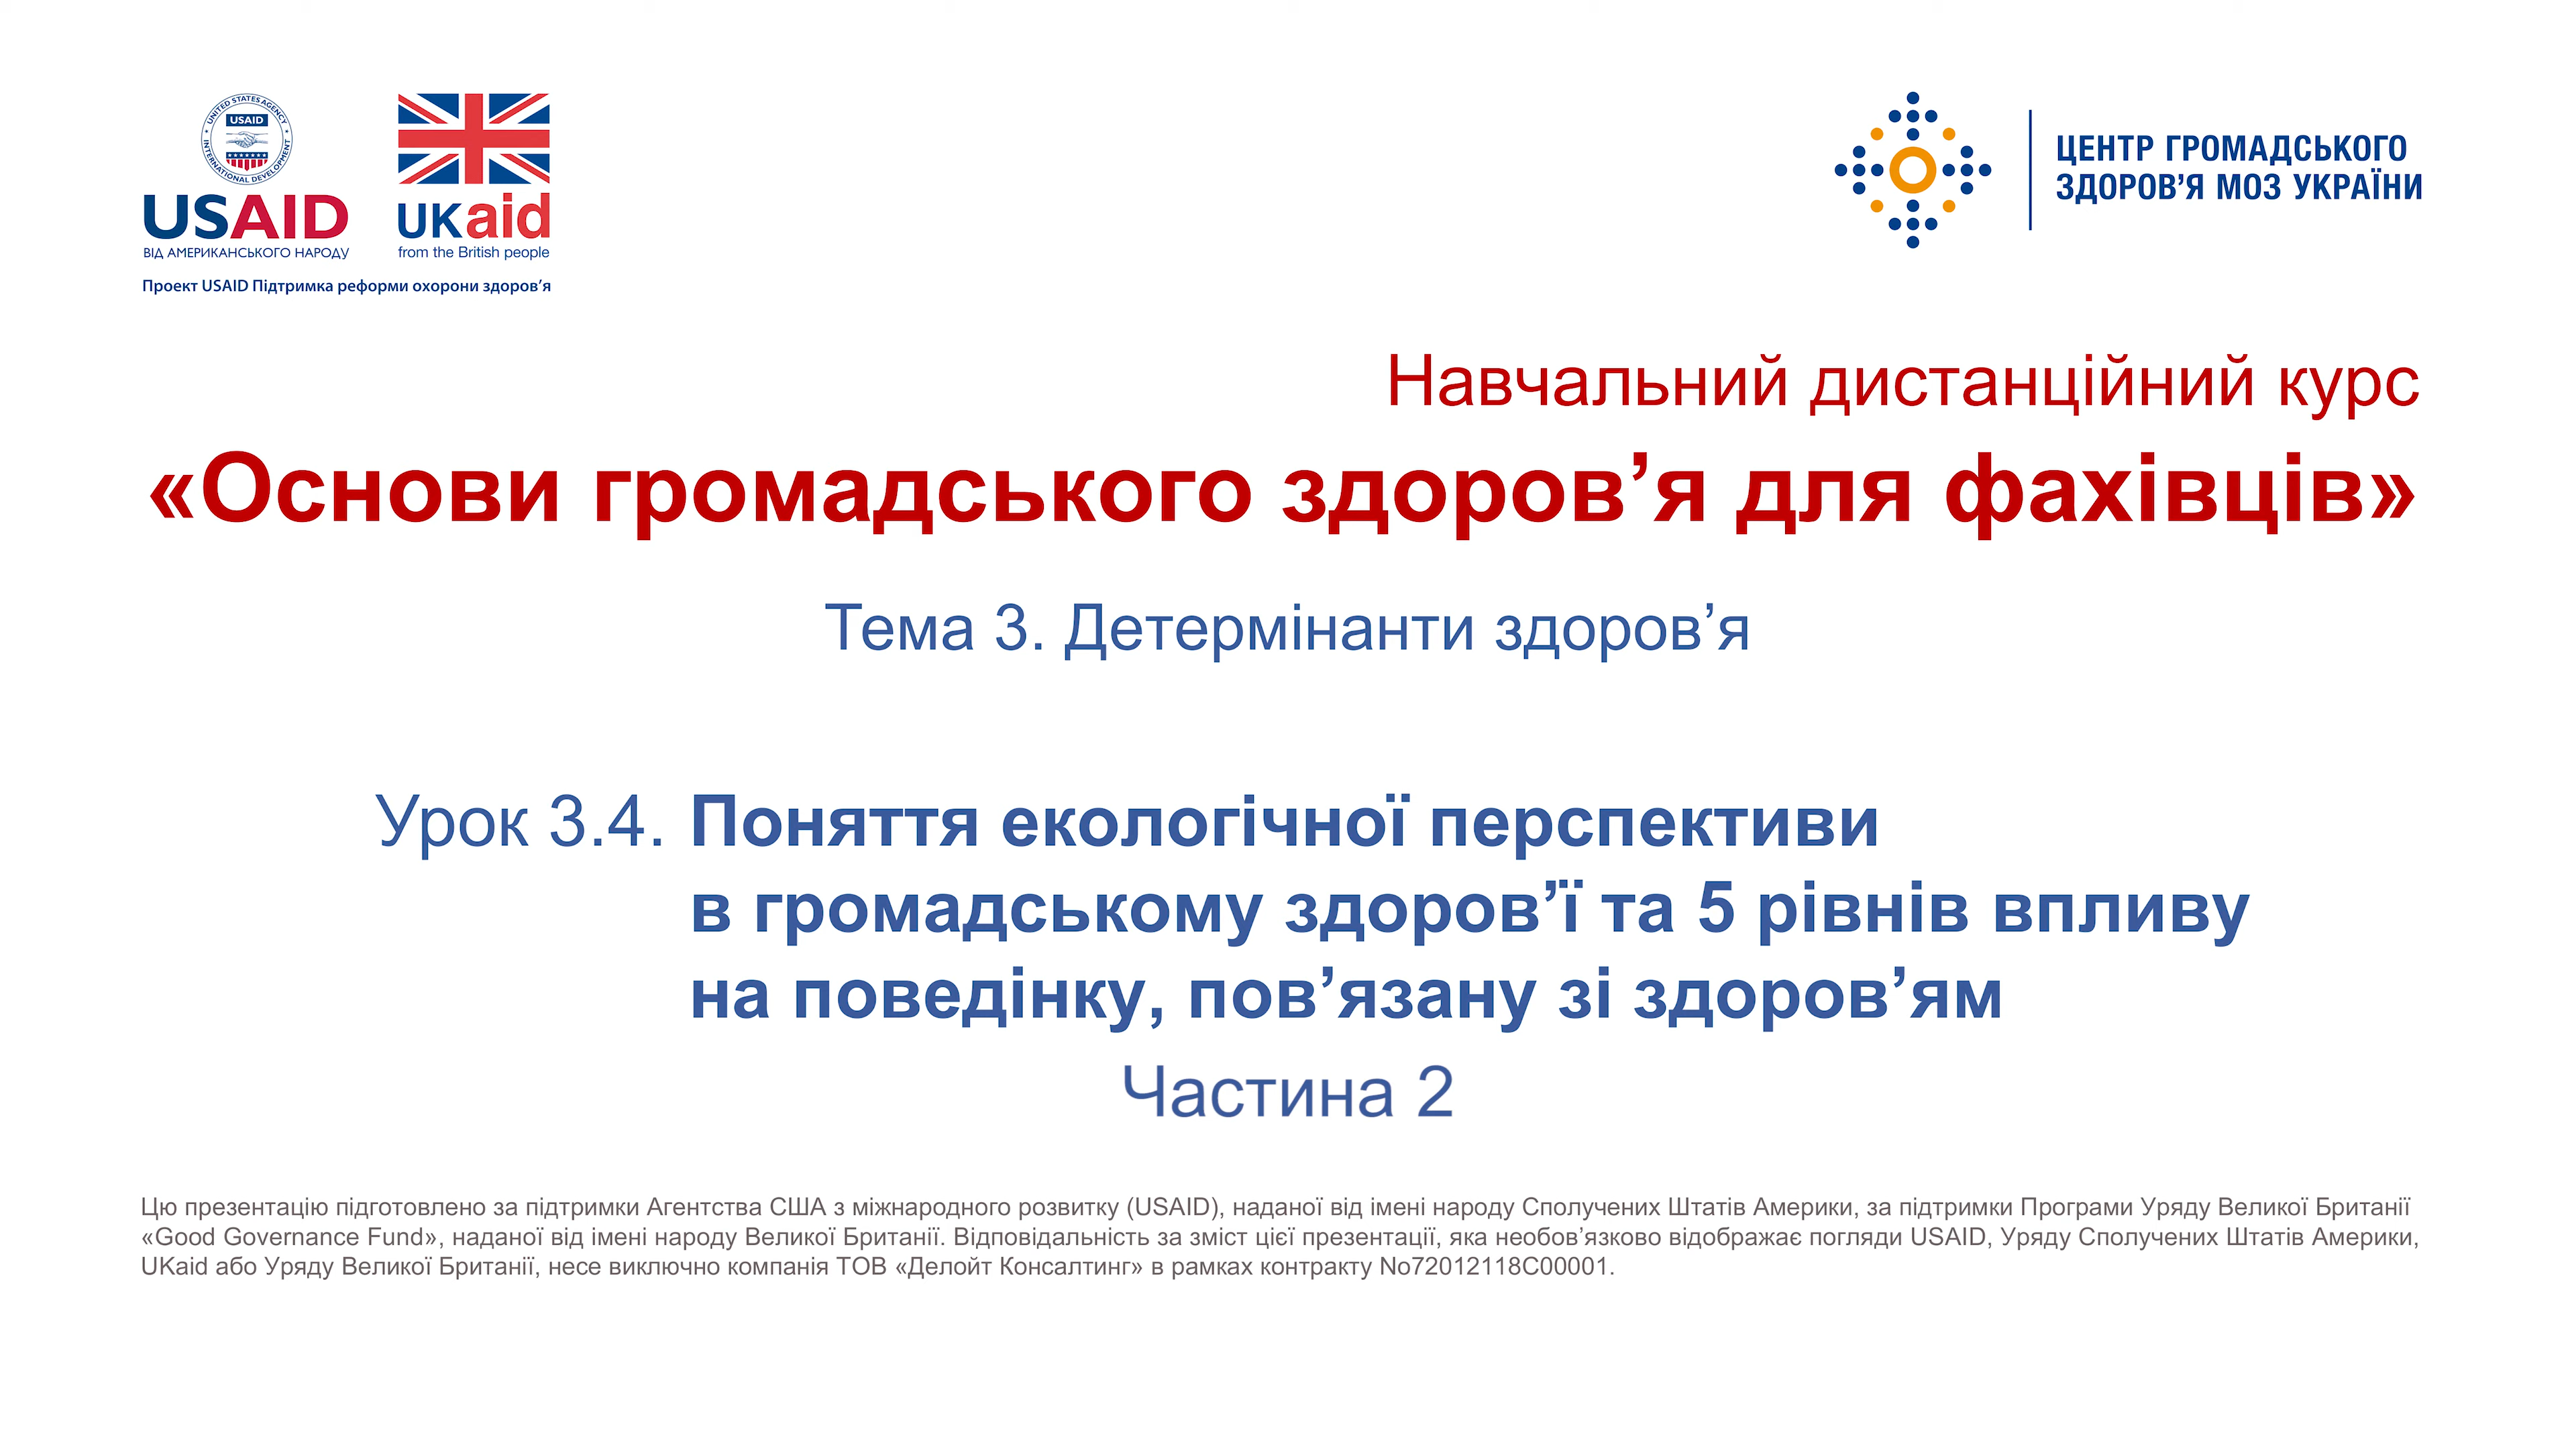 UNITED STATES AGENCY
USAID
INTERNATIONAL DEVELOPMENT
USAID
ВІД АМЕРИКАНСЬКОГО НАРОДУ
UKaid
from the British people
Проект USAID Підтримка реформи охорони здоров’я
ЦЕНТР ГРОМАДСЬКОГО
ЗДОРОВ’Я МОЗ УКРАЇНИ
Навчальний дистанційний курс
«Основи громадського здоров’я для фахівців»
Тема 3. Детермінанти здоров’я
Урок 3.4. Поняття екологічної перспективи
в громадському здоров’ї та 5 рівнів впливу
на поведінку, пов’язану зі здоров’ям
Частина 2
Цю презентацію підготовлено за підтримки Агентства США з міжнародного розвитку (USAID), наданої від імені народу Сполучених Штатів Америки, за підтримки Програми Уряду Великої Британії
«Good Governance Fund», наданої від імені народу Великої Британії. Відповідальність за зміст цієї презентації, яка необов’язково відображає погляди USAID, Уряду Сполучених Штатів Америки,
UKaid або Уряду Великої Британії, несе виключно компанія ТОВ «Делойт Консалтинг» в рамках контракту No72012118C00001.